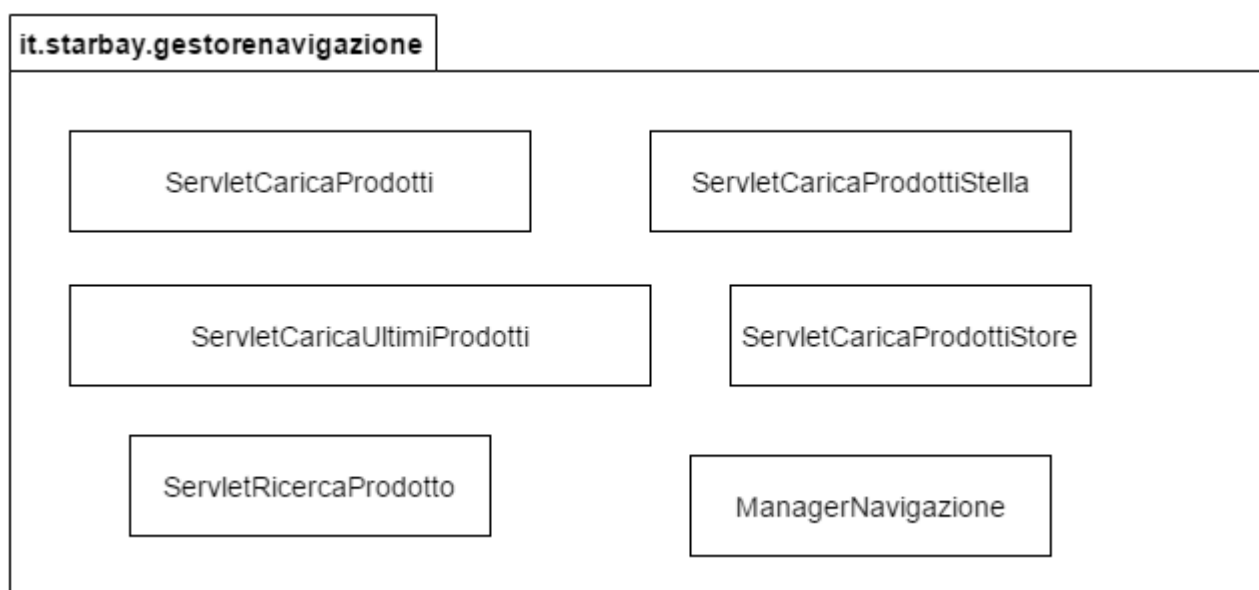 it.starbay.gestorenavigazione
ServletCaricaProdotti
ServletCaricaProdottiStella
ServletCaricaUltimiProdotti
ServletCaricaProdottiStore
ServletRicercaProdotto
ManagerNavigazione